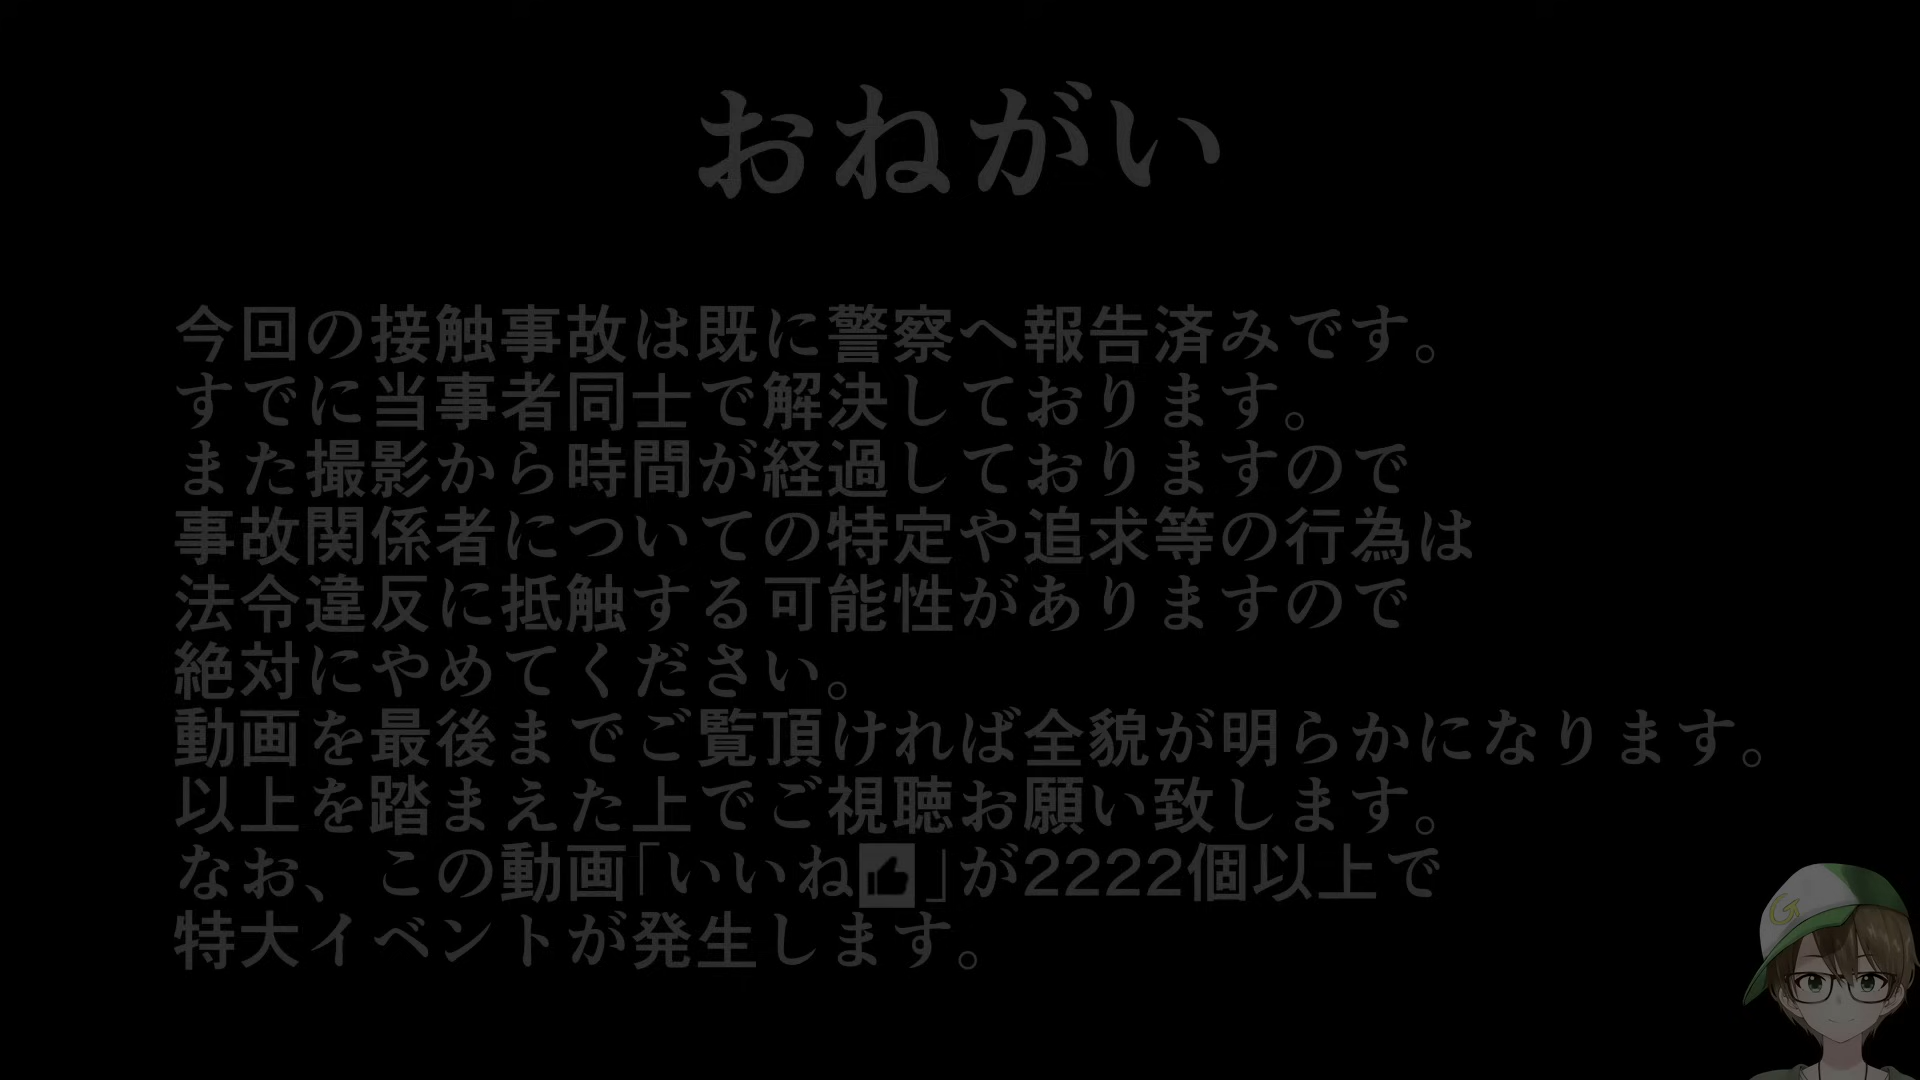 おねがい
今回の接触事故は既に警察へ報告済みです。
すでに当事者同士で解決しております。
また撮影から時間が経過しておりますので
事故関係者についての特定や追求等の行為は
法令違反に抵触する可能性がありますので
絶対にやめてください。
動画を最後までご覧頂ければ全貌が明らかになります。
以上を踏まえた上でご視聴お願い致します。
なお、この動画「いいね👍」が2222個以上で
特大イベントが発生します。
G